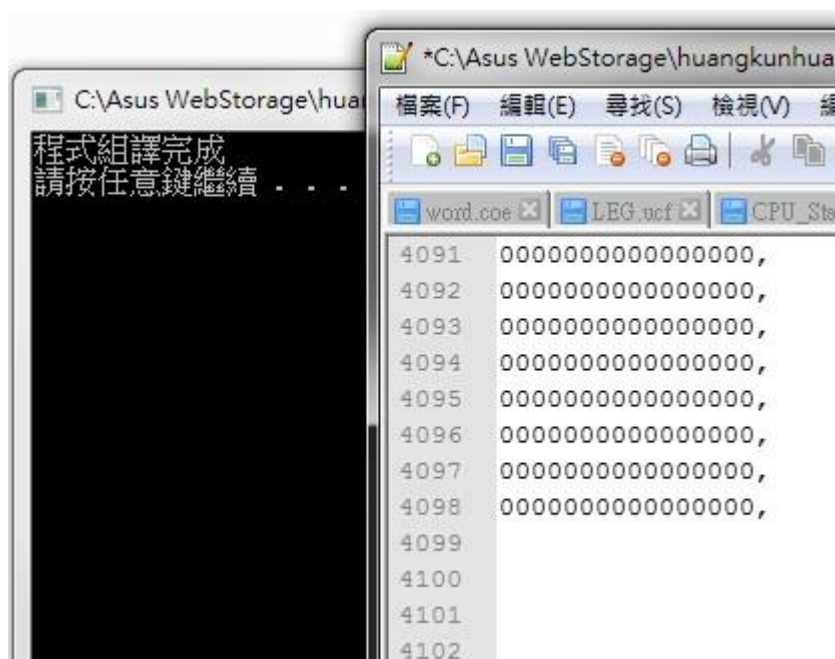 C:\Asus WebStorage\hua
程式組譯完成
請按任意鍵繼續 . . .
*C:\Asus WebStorage\huangkunhua
檔案(F) 編輯(E) 尋找(S) 檢視(V)
word.coe LEG.ucf CPU_Sta
4091 0000000000000000,
4092 0000000000000000,
4093 0000000000000000,
4094 0000000000000000,
4095 0000000000000000,
4096 0000000000000000,
4097 0000000000000000,
4098 0000000000000000,
4099
4100
4101
4102